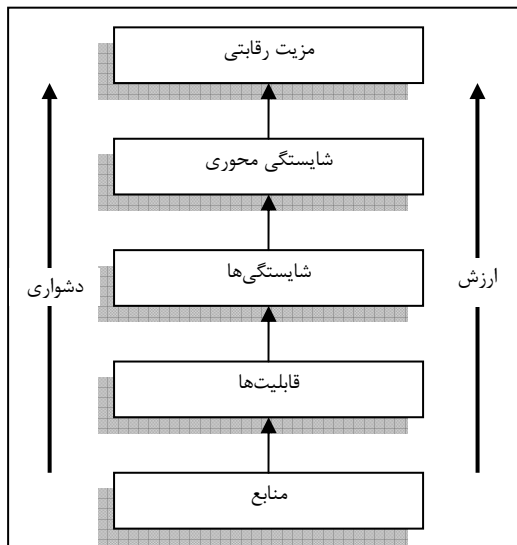 مزیت رقابتی
شایستگی محوری
شایستگی‌ها
ارزش
دشواری
قابلیت‌ها
منابع